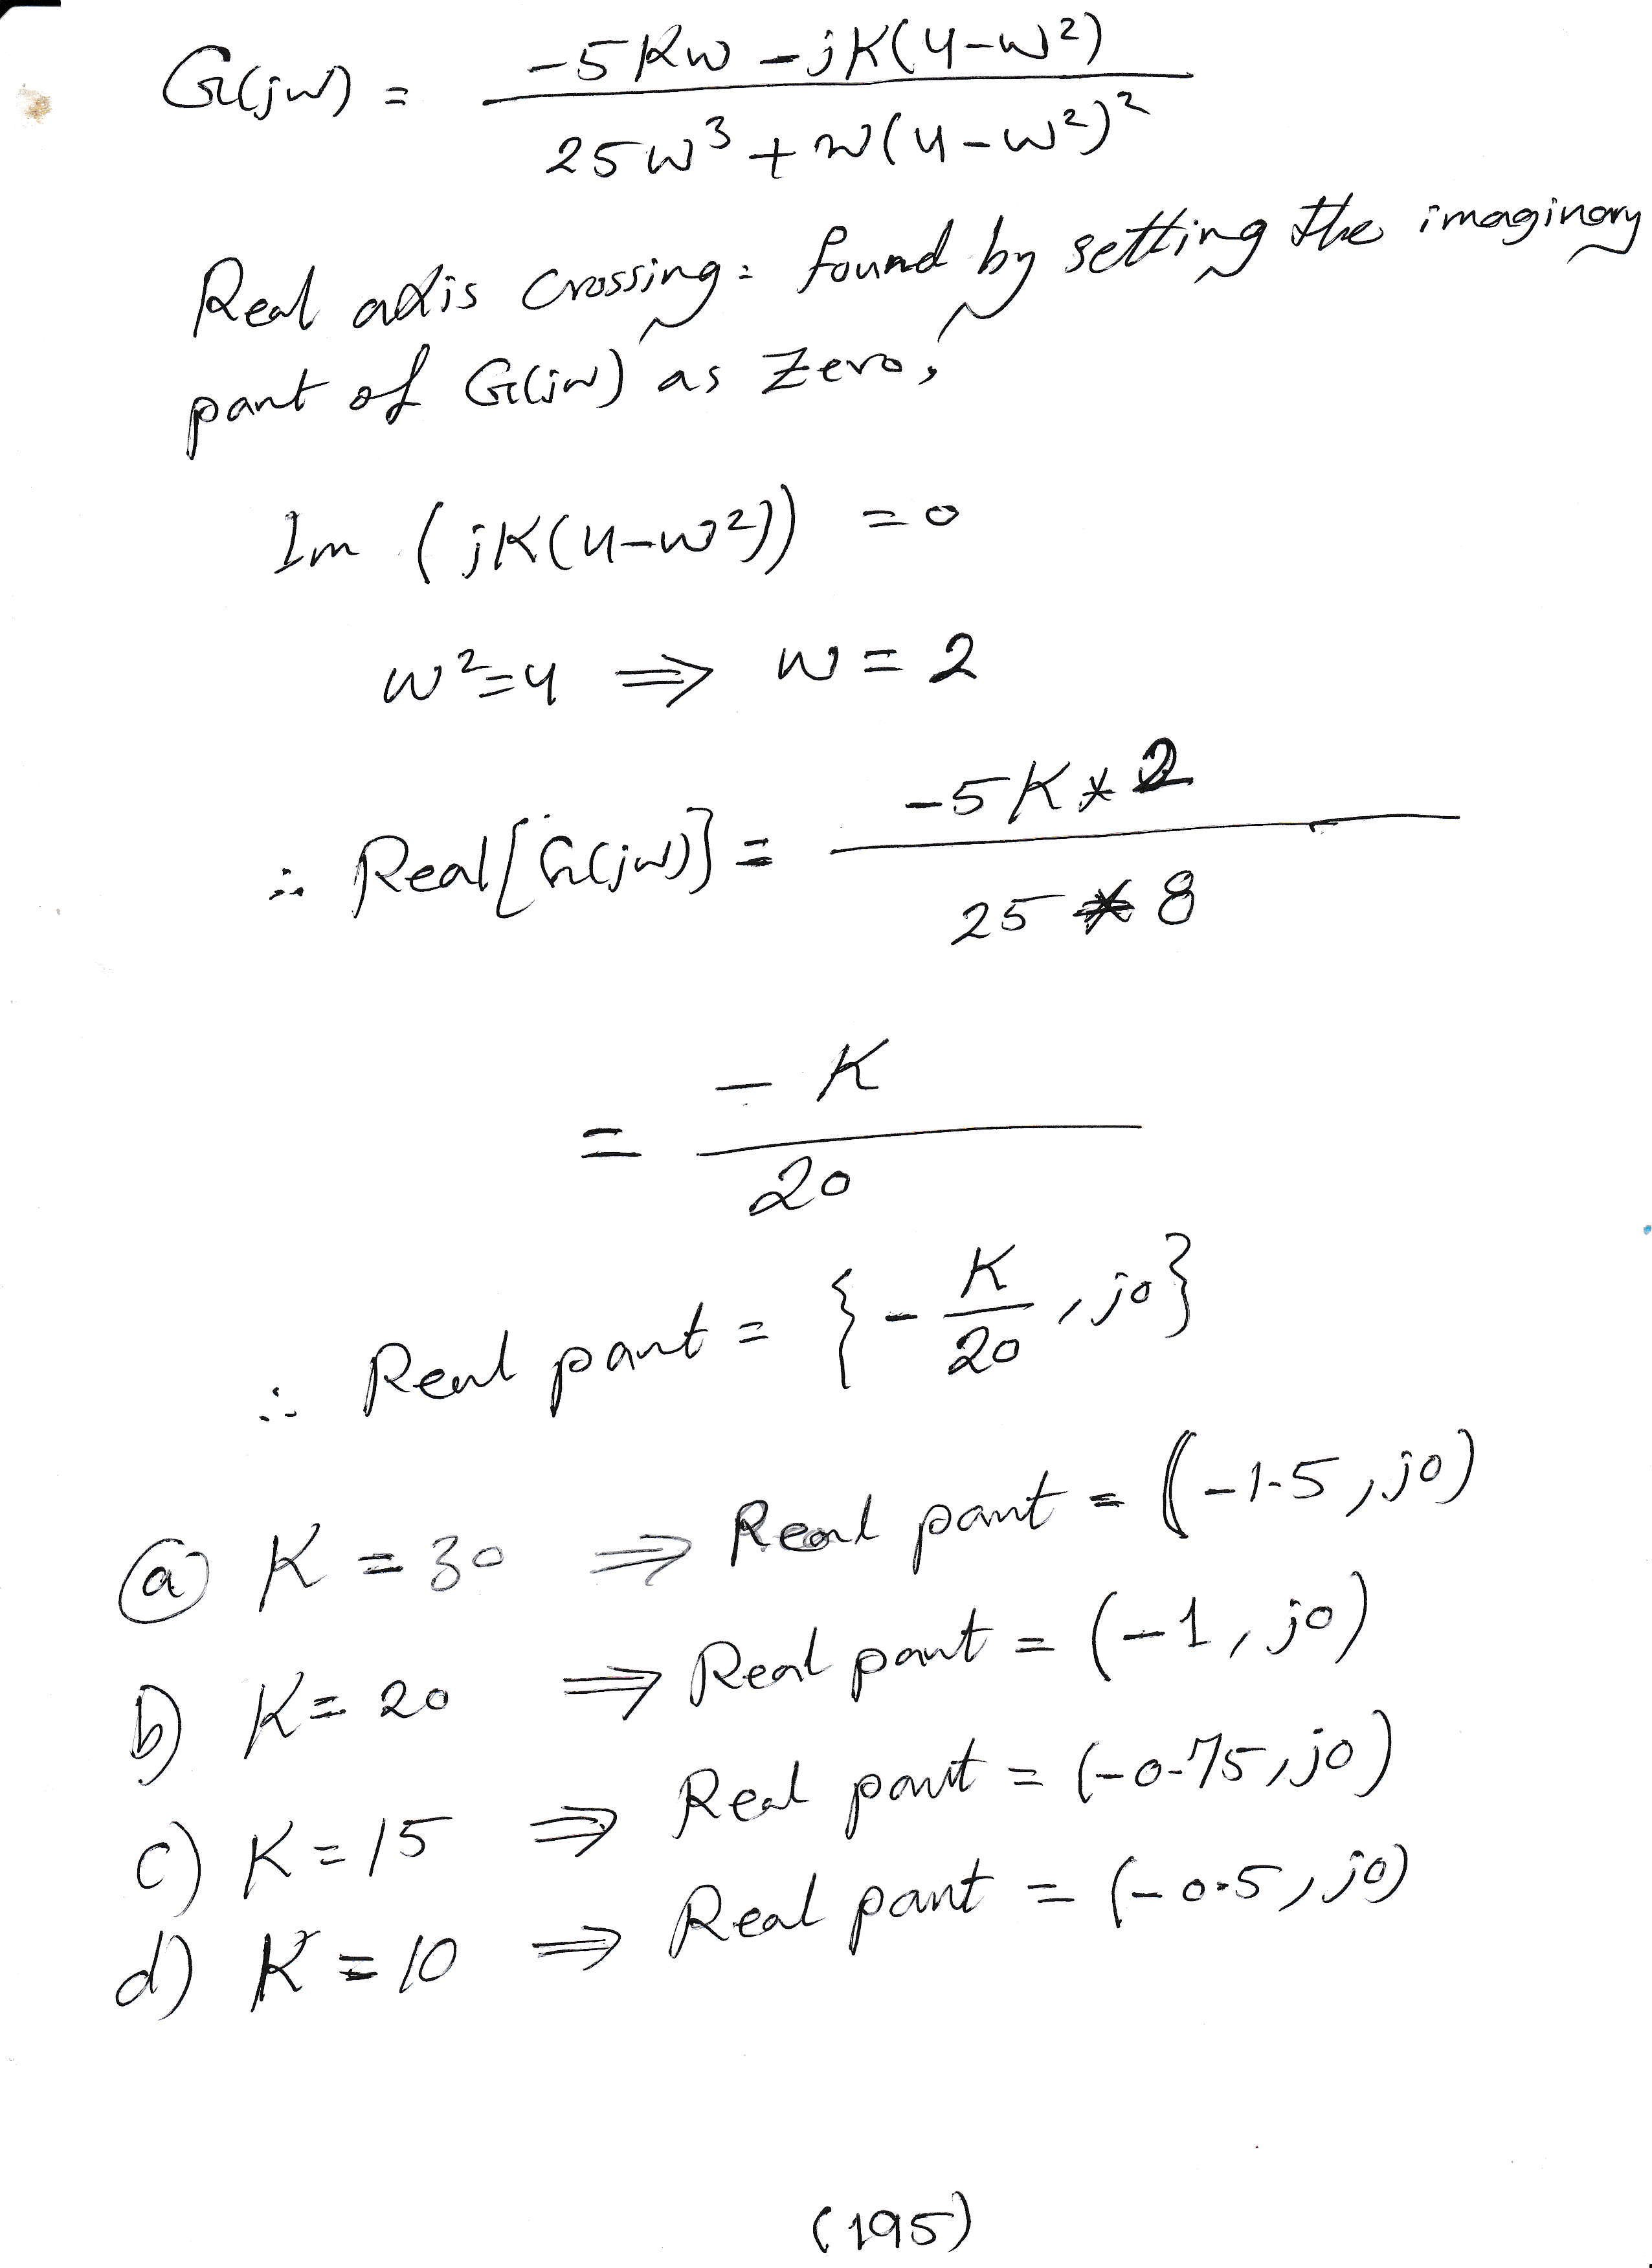 G(jw) = -5Kw - jK(4-w²) / 25w³ + w(4-w²)²
Real axis crossing: found by setting the imaginary
part of G(jw) as zero,
Im (jK(4-w²)) = 0
w²=4 ⇒ w = 2
∴ Real[G(jw)] = -5K*2 / 25*8
= -K / 20
∴ Real part = {-K/20, j0}
(a) K = 30 ⇒ Real part = (-1.5, j0)
b) K = 20 ⇒ Real part = (-1, j0)
c) K = 15 ⇒ Real part = (-0.75, j0)
d) K = 10 ⇒ Real part = (-0.5, j0)
(195)